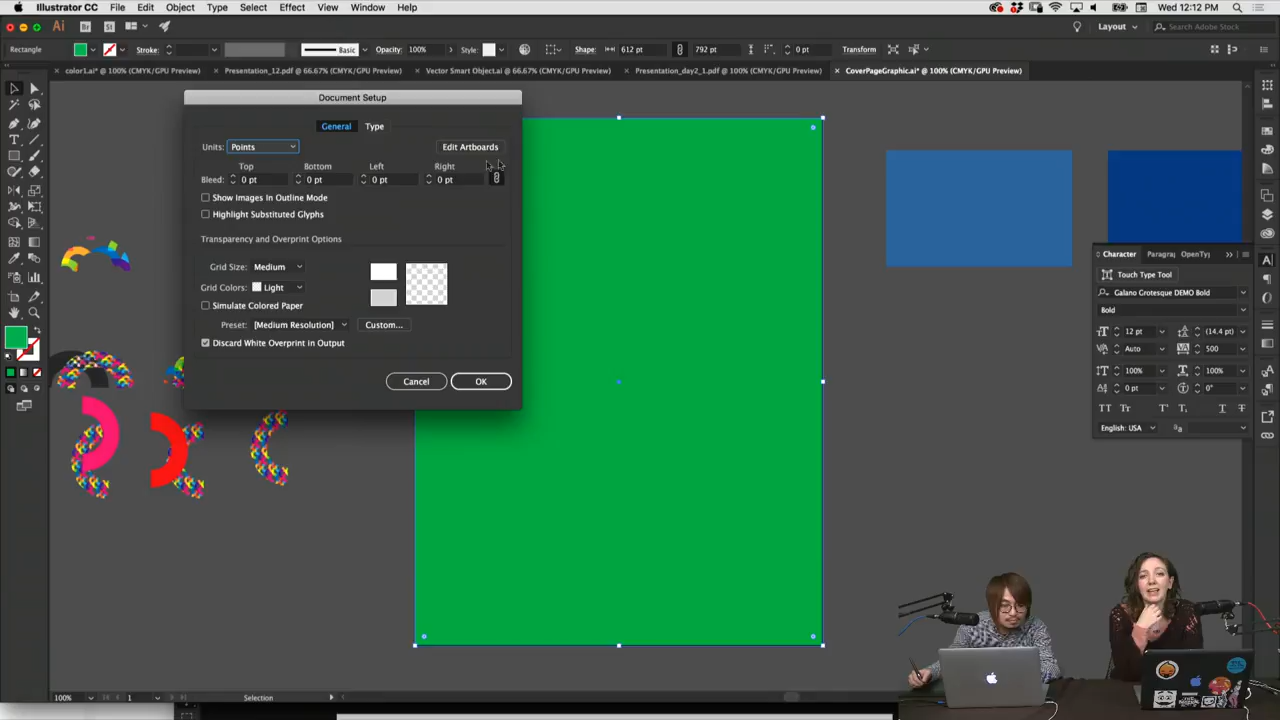 Illustrator CC File Edit Object Type Select Effect View Window Help Wed 12:12 PM
Ai Br St Layout Search Adobe Stock
Rectangle Stroke: Basic Opacity: 100% Style: Shape: 612 pt 792 pt 0 pt Transform
× color1.ai* @ 100% (CMYK/GPU Preview) × Presentation_12.pdf @ 66.67% (CMYK/GPU Preview) × Vector Smart Object.ai @ 66.67% (CMYK/GPU Preview) × Presentation_day2_1.pdf @ 100% (CMYK/GPU Preview) × CoverPageGraphic.ai* @ 100% (CMYK/GPU Preview)
Document Setup
General Type
Units: Points Edit Artboards
Top Bottom Left Right
Bleed: 0 pt 0 pt 0 pt 0 pt
Show Images In Outline Mode
Highlight Substituted Glyphs
Transparency and Overprint Options
Grid Size: Medium
Grid Colors: Light
Simulate Colored Paper
Preset: [Medium Resolution] Custom...
Discard White Overprint in Output
Cancel OK
Character Paragra OpenTy
Touch Type Tool
Galano Grotesque DEMO Bold
Bold
12 pt (14.4 pt)
Auto 500
100% 100%
0 pt 0°
TT Tr T' T, T T
English: USA aa
100% 1 Selection